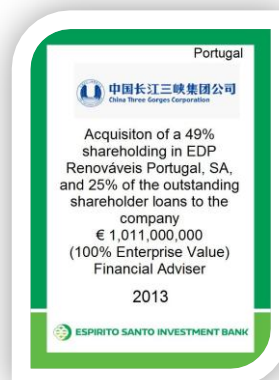 Portugal
中国长江三峡集团公司
China Three Gorges Corporation
Acquisiton of a 49%
shareholding in EDP
Renováveis Portugal, SA,
and 25% of the outstanding
shareholder loans to the
company
€ 1,011,000,000
(100% Enterprise Value)
Financial Adviser
2013
ESPIRITO SANTO INVESTMENT BANK